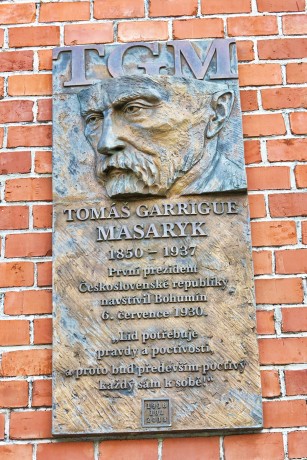 TGM
TOMÁŠ GARRIGUE
MASARYK
1850 - 1937
První prezident
Československé republiky
navštívil Bohumín
6. července 1930.
„Lid potřebuje
pravdy a poctivosti
a proto buď především poctivý
každý sám k sobě!“